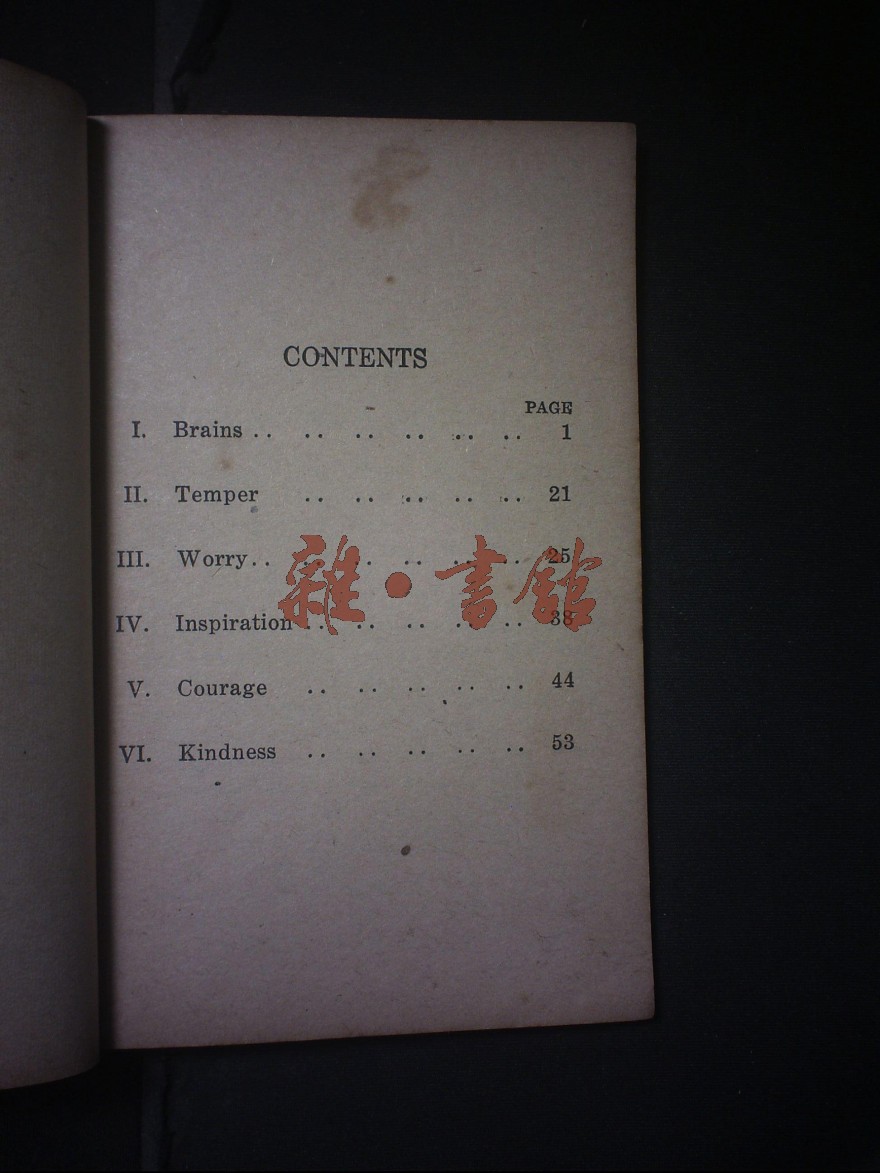 CONTENTS
PAGE
I. Brains .. .. .. .. .. .. 1
II. Temper .. .. .. .. .. 21
III. Worry .. .. .. .. .. .. 25
雜·書館
IV. Inspiration .. .. .. .. .. 38
V. Courage .. .. .. .. .. 44
VI. Kindness .. .. .. .. .. 53